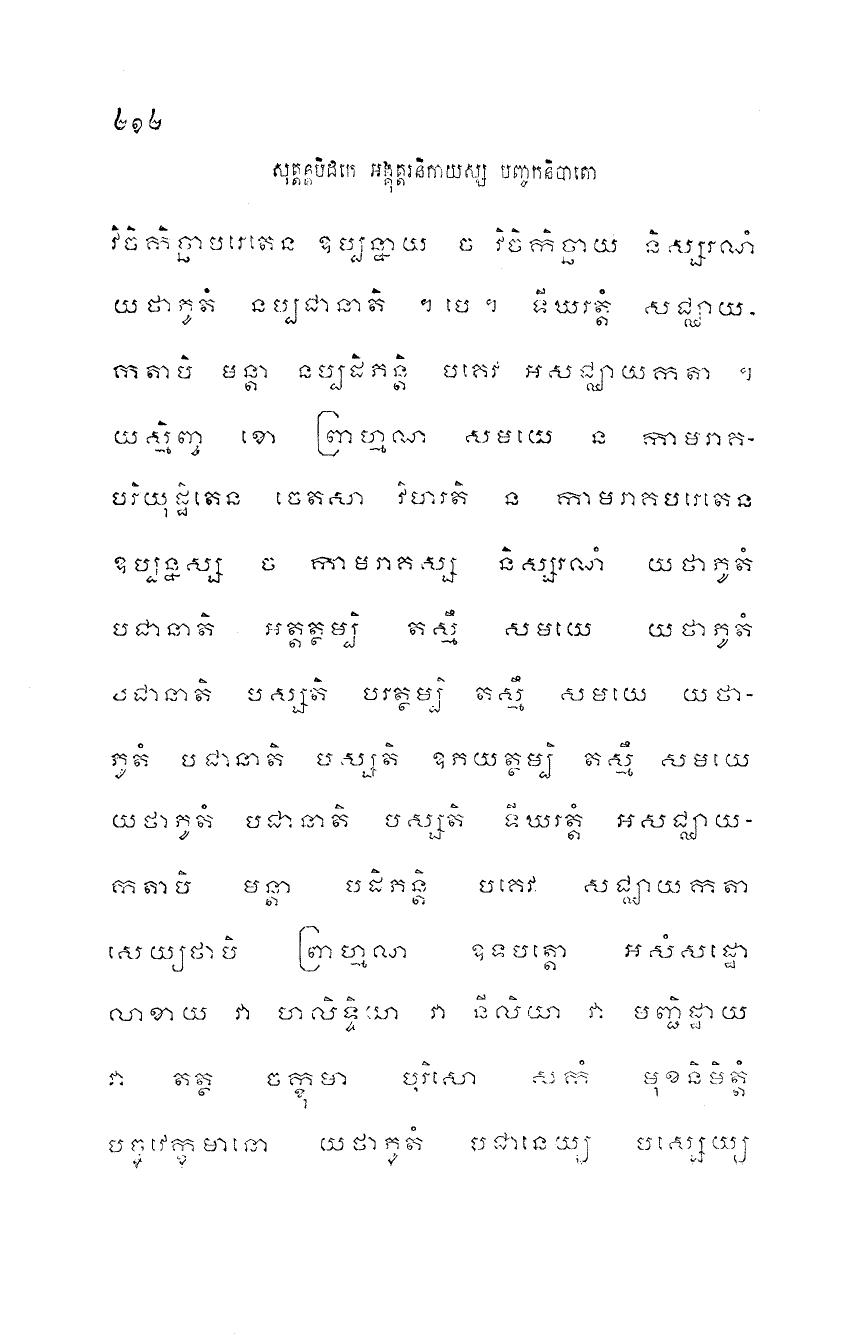 ៤១៤
សុត្តន្តបិដកេ អង្គុត្តរនិកាយស្ស បញ្ចកនិបាតោ
វិចិកិច្ឆាបរេតេន ឧប្បន្នាយ ច វិចិកិច្ឆាយ និស្សរណំ
យថាភូតំ នប្បជានាតិ ។ បេ ។ ទីឃរត្តំ សជ្ឈាយ-
កតាបិ មន្តា នប្បដិភន្តិ បគេវ អសជ្ឈាយកតា ។
យស្មិញ្ច ខោ ព្រាហ្មណ សមយេ ន កាមរាគ-
បរិយុដ្ឋិតេន ចេតសា វិហរតិ ន កាមរាគបរេតេន
ឧប្បន្នស្ស ច កាមរាគស្ស និស្សរណំ យថាភូតំ
បជានាតិ អត្តត្ថម្បិ តស្មឹ សមយេ យថាភូតំ
បជានាតិ បស្សតិ បរត្ថម្បិ តស្មឹ សមយេ យថា-
ភូតំ បជានាតិ បស្សតិ ឧភយត្ថម្បិ តស្មឹ សមយេ
យថាភូតំ បជានាតិ បស្សតិ ទីឃរត្តំ អសជ្ឈាយ-
កតាបិ មន្តា បដិភន្តិ បគេវ សជ្ឈាយកតា
សេយ្យថាបិ ព្រាហ្មណ ឧទបត្តោ អសំសដ្ឋោ
លាខាយ វា ហលិទ្ទិយា វា នីលិយា វា មញ្ជិដ្ឋាយ
វា តត្ថ ចក្ខុមា បុរិសោ សកំ មុខនិមិត្តំ
បច្ចវេក្ខមានោ យថាភូតំ បជានេយ្យ បស្សេយ្យ